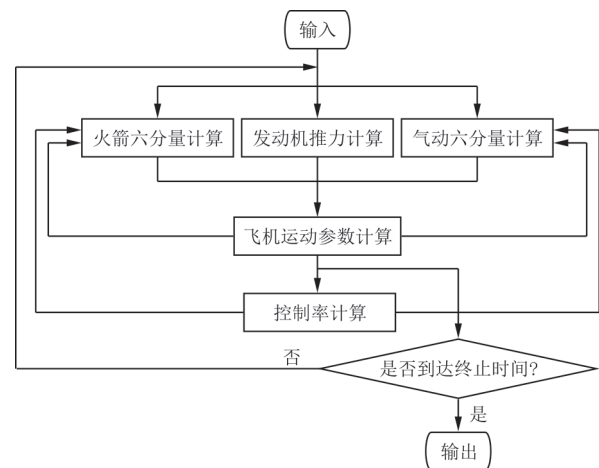 输入
火箭六分量计算
发动机推力计算
气动六分量计算
飞机运动参数计算
控制率计算
否
是否到达终止时间?
是
输出